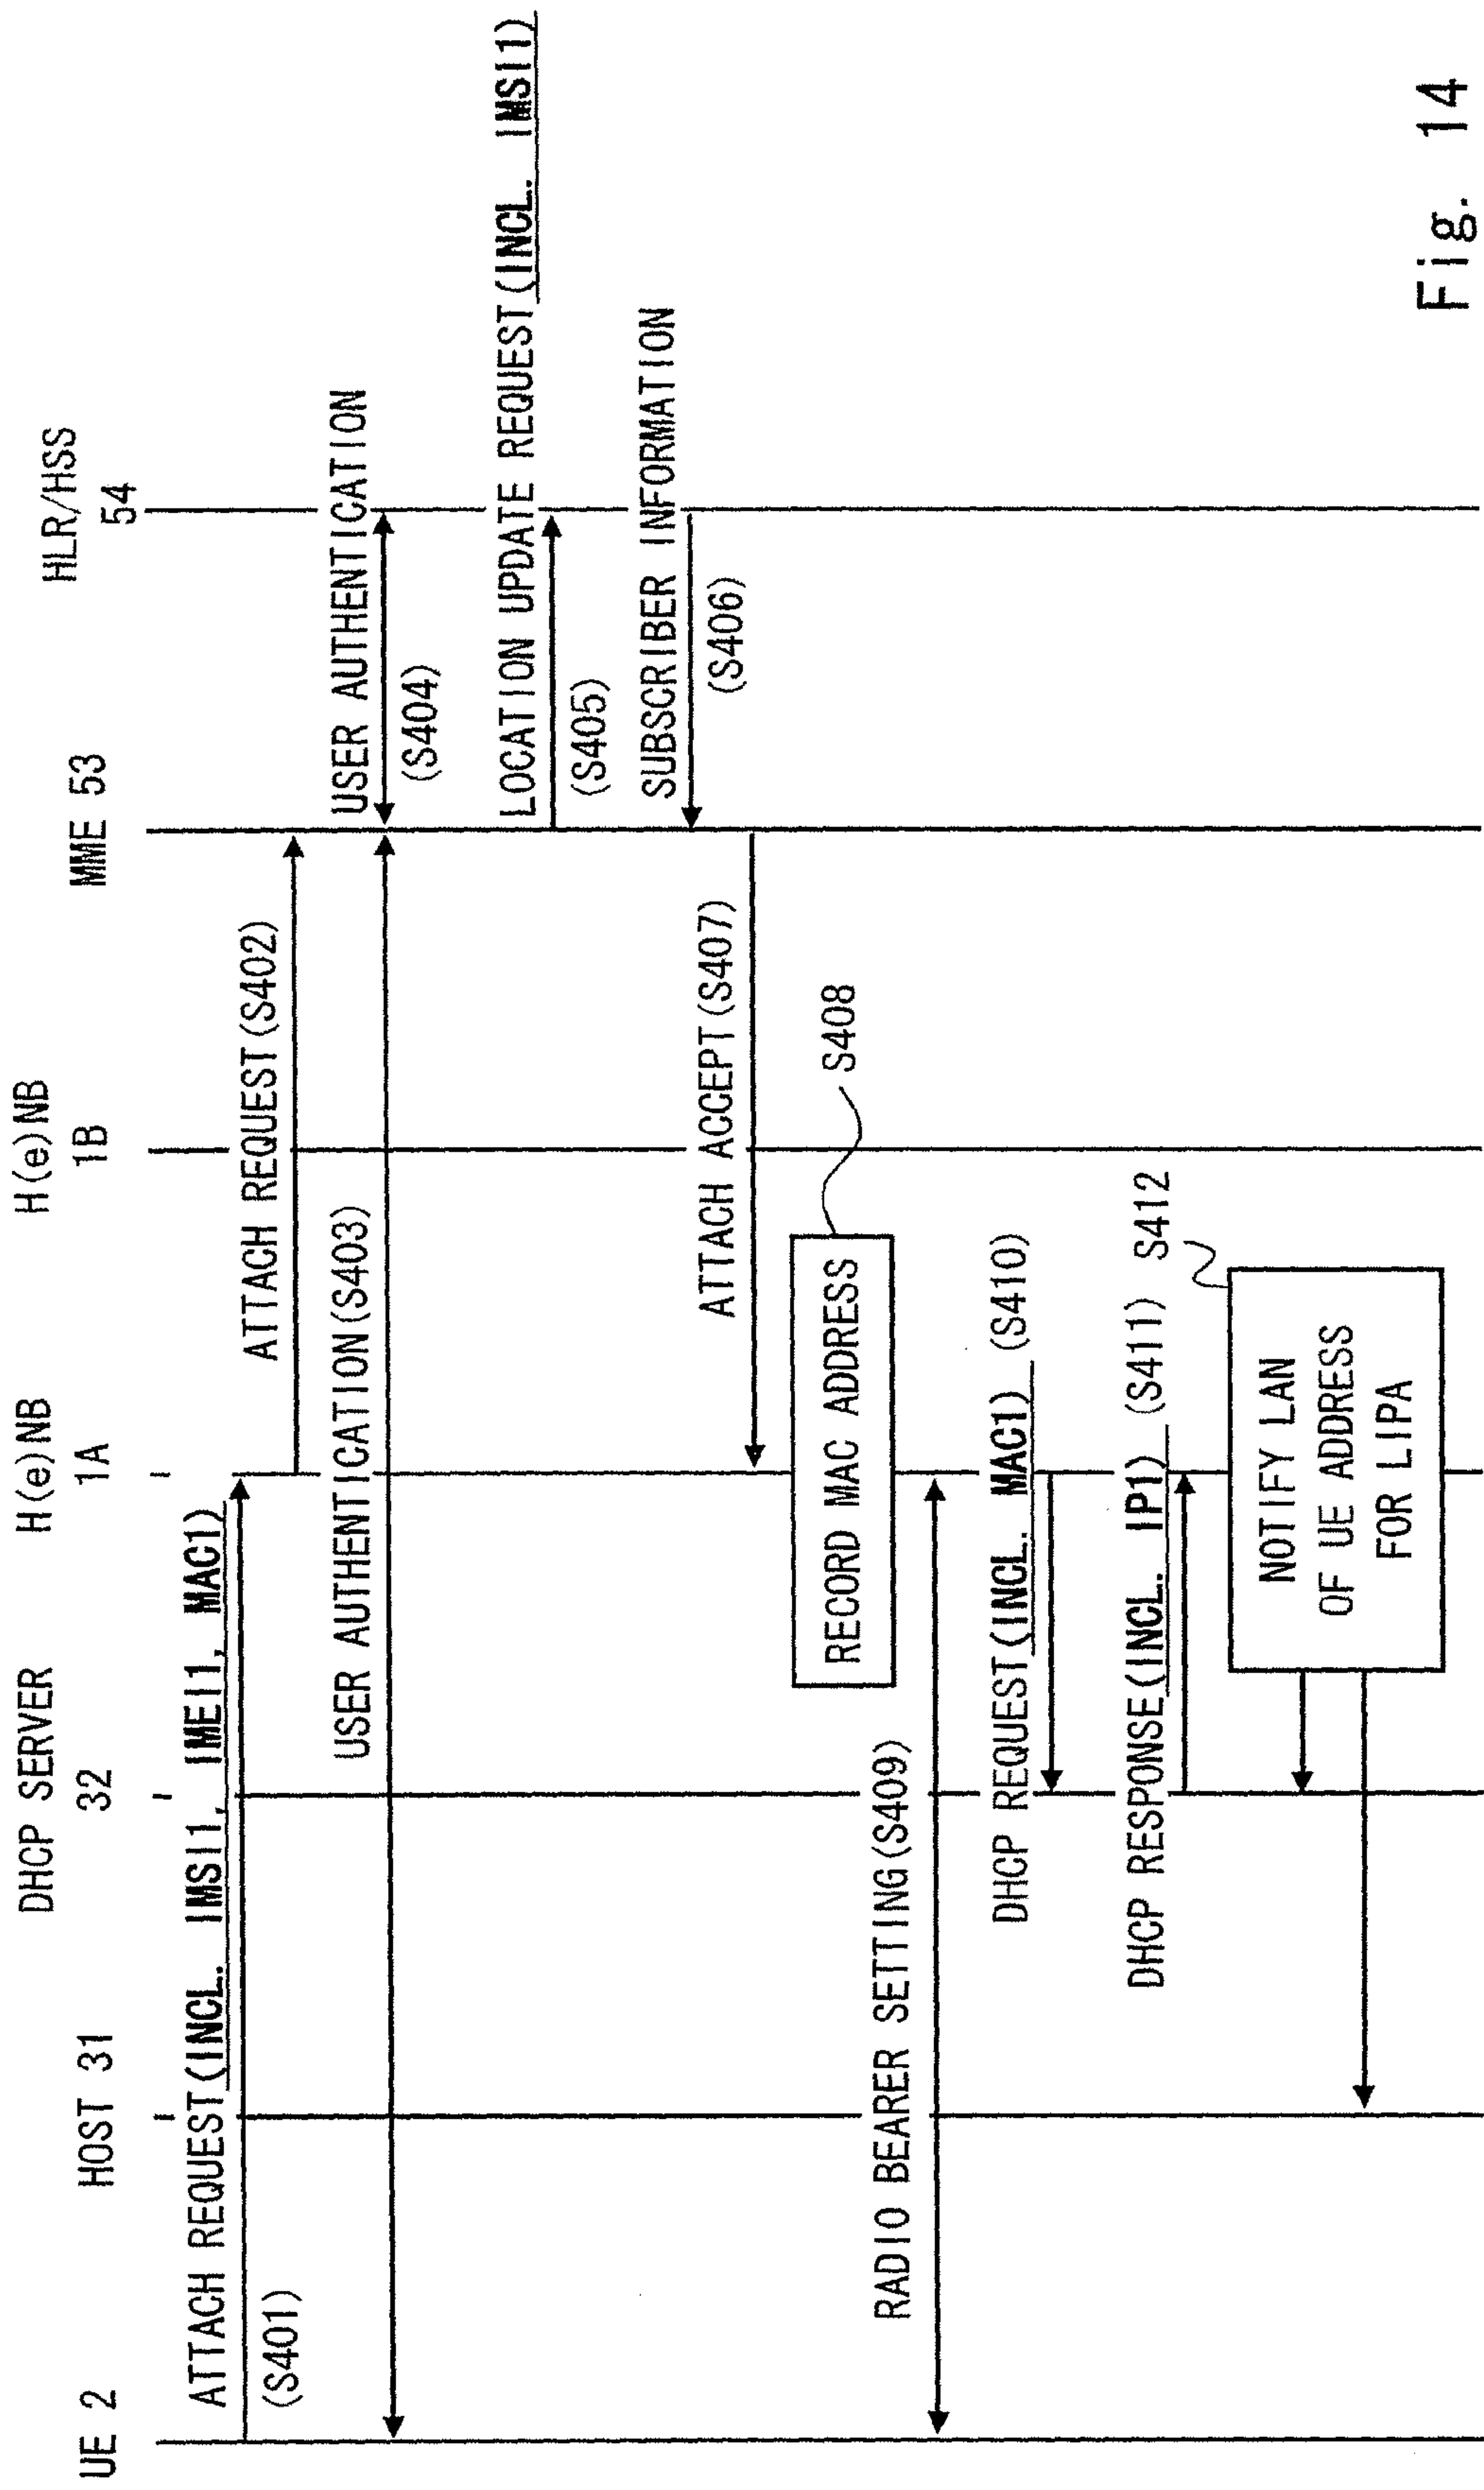 UE 2
HOST 31
DHCP SERVER
32
H(e)NB
1A
H(e)NB
1B
MME 53
HLR/HSS
54
ATTACH REQUEST(INCL. IMSI1, IMEI1, MAC1)
(S401)
ATTACH REQUEST(S402)
USER AUTHENTICATION(S403)
USER AUTHENTICATION
(S404)
LOCATION UPDATE REQUEST(INCL. IMSI1)
(S405)
SUBSCRIBER INFORMATION
(S406)
ATTACH ACCEPT(S407)
RECORD MAC ADDRESS
S408
RADIO BEARER SETTING(S409)
DHCP REQUEST(INCL. MAC1) (S410)
DHCP RESPONSE(INCL. IP1) (S411)
S412
NOTIFY LAN
OF UE ADDRESS
FOR LIPA
Fig. 14